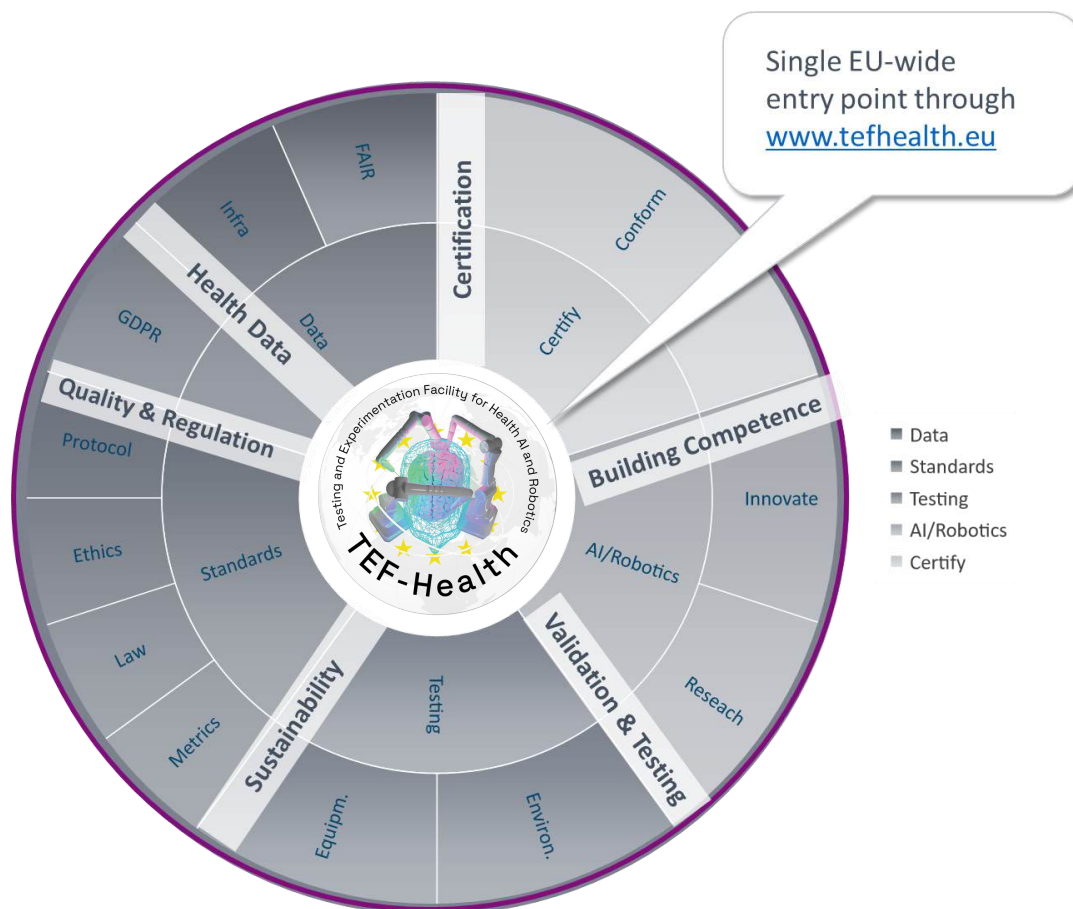 Single EU-wide
entry point through
www.tefhealth.eu
FAIR
Infra
GDPR
Protocol
Ethics
Law
Metrics
Equipm.
Environ.
Reseach
Innovate
Conform
Certification
Health Data
Quality & Regulation
Sustainability
Validation & Testing
Building Competence
Data
Standards
Testing
AI/Robotics
Certify
Testing and Experimentation Facility for Health AI and Robotics
TEF-Health
Data
Standards
Testing
AI/Robotics
Certify